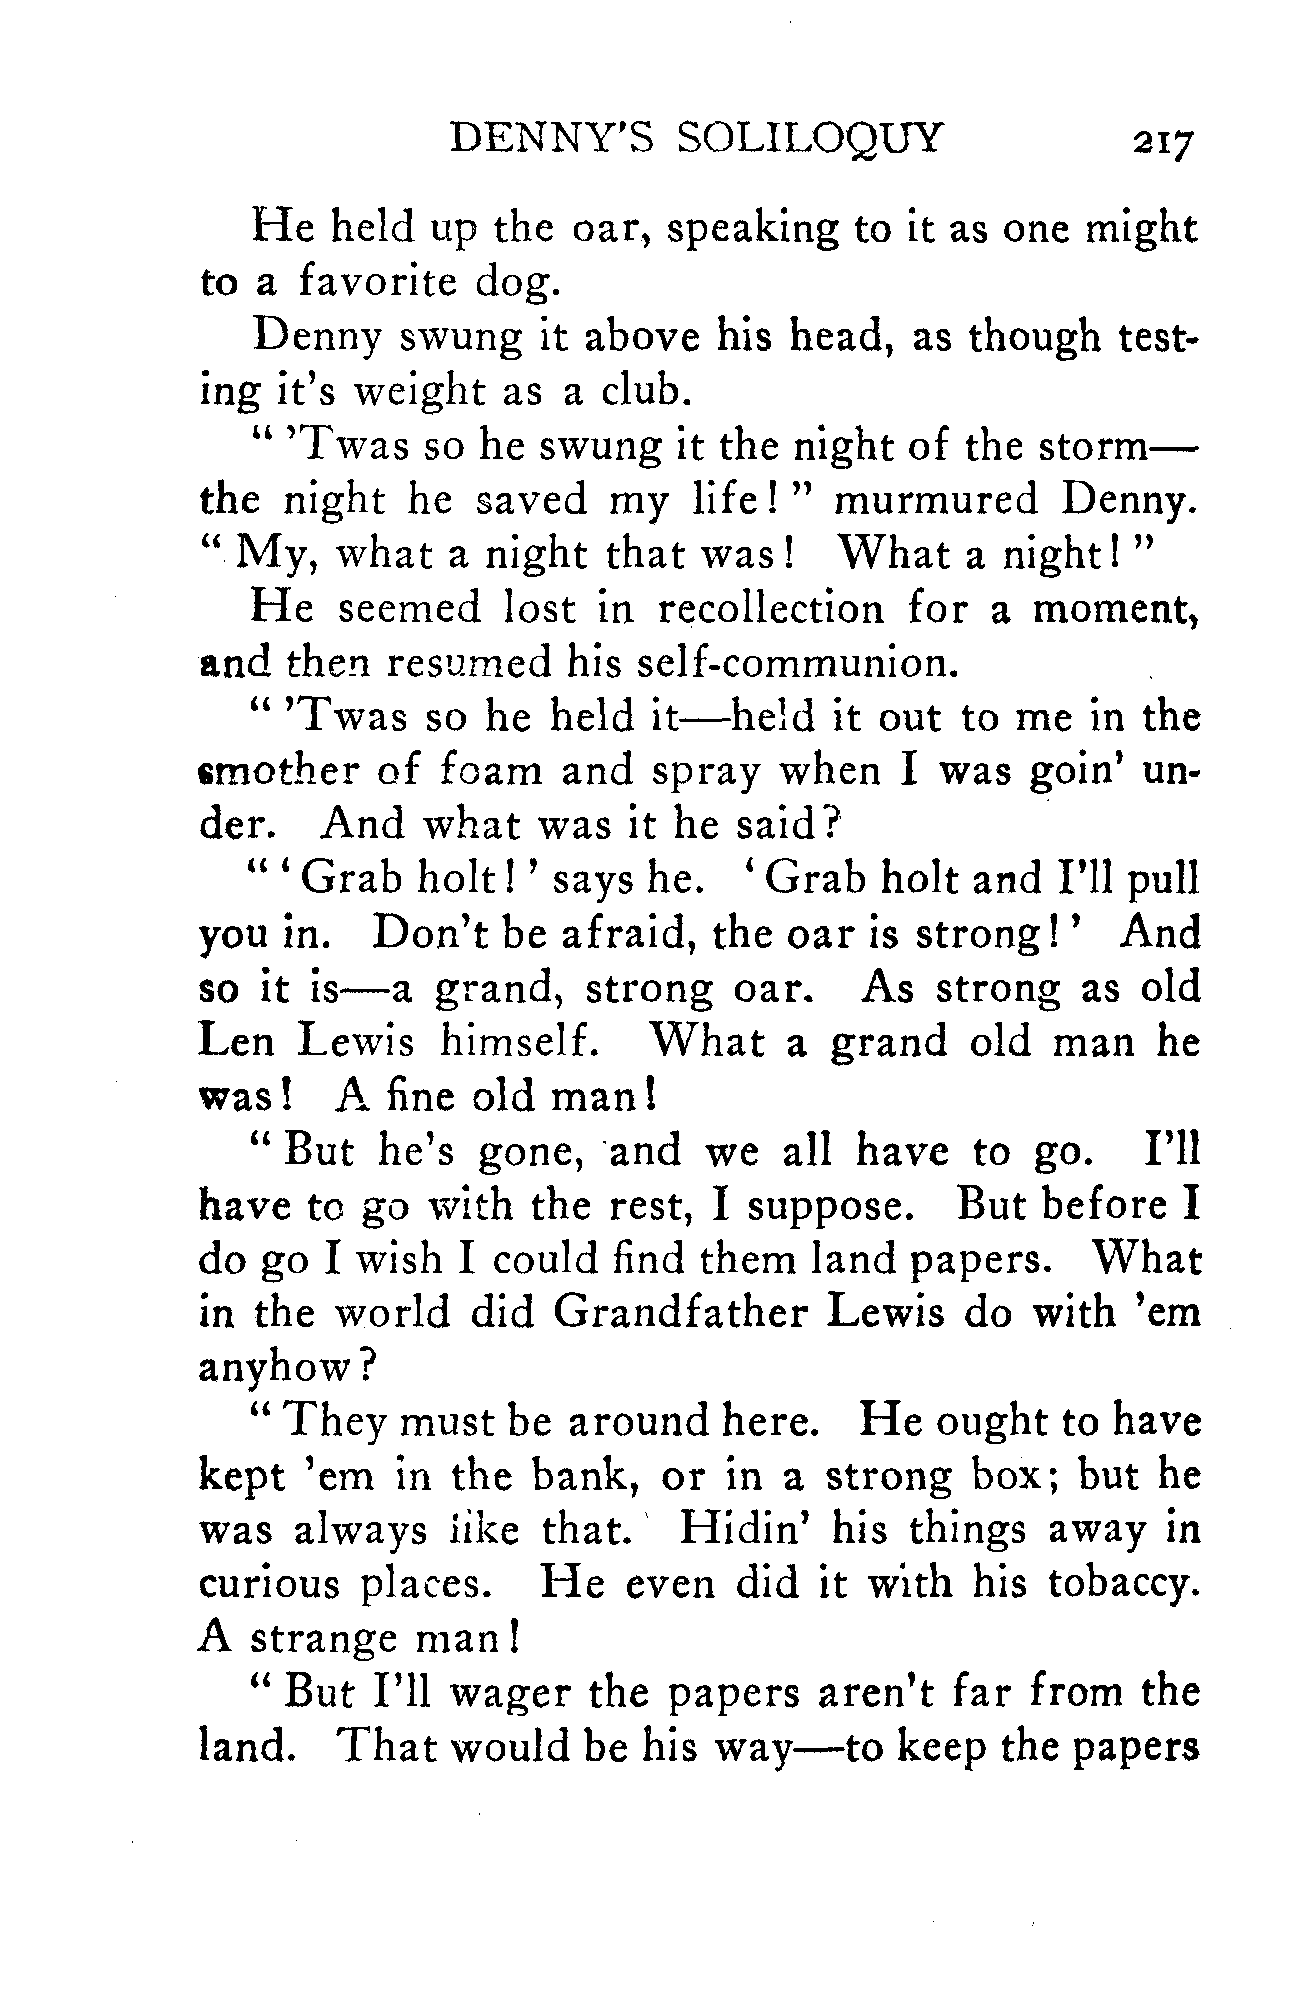 DENNY'S SOLILOQUY 217
He held up the oar, speaking to it as one might
to a favorite dog.
Denny swung it above his head, as though test-
ing it's weight as a club.
“ ’Twas so he swung it the night of the storm—
the night he saved my life! ” murmured Denny.
“ My, what a night that was! What a night! ”
He seemed lost in recollection for a moment,
and then resumed his self-communion.
“ ’Twas so he held it—held it out to me in the
smother of foam and spray when I was goin’ un-
der. And what was it he said?
“ ‘ Grab holt! ’ says he. ‘ Grab holt and I’ll pull
you in. Don’t be afraid, the oar is strong! ’ And
so it is—a grand, strong oar. As strong as old
Len Lewis himself. What a grand old man he
was! A fine old man!
“ But he’s gone, and we all have to go. I’ll
have to go with the rest, I suppose. But before I
do go I wish I could find them land papers. What
in the world did Grandfather Lewis do with ’em
anyhow?
“ They must be around here. He ought to have
kept ’em in the bank, or in a strong box; but he
was always like that. Hidin’ his things away in
curious places. He even did it with his tobaccy.
A strange man!
“ But I’ll wager the papers aren’t far from the
land. That would be his way—to keep the papers